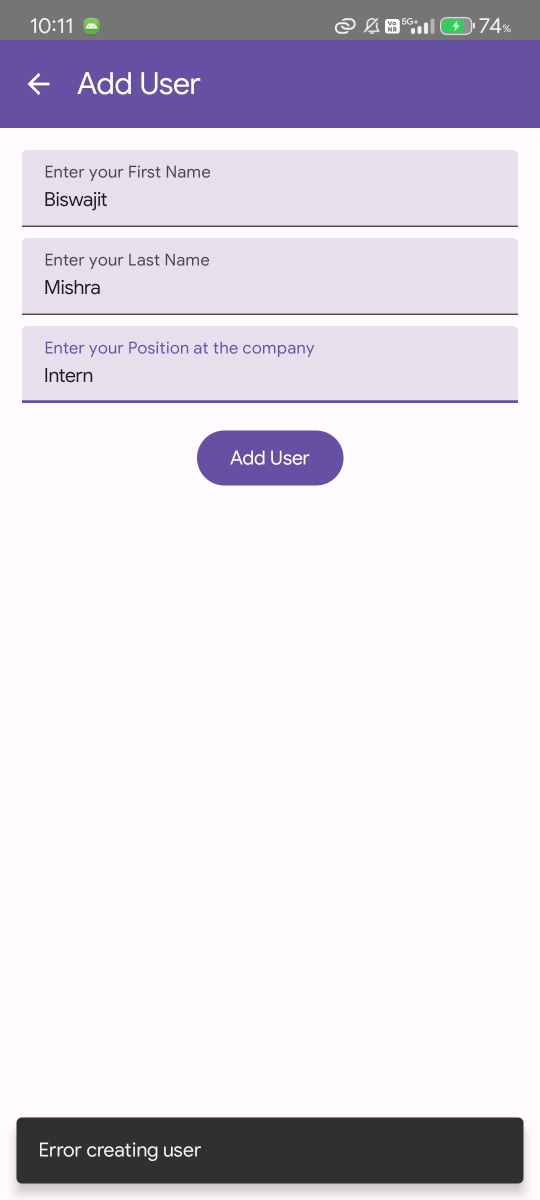 10:11 Vo NR 5G+ 74%
Add User
Enter your First Name
Biswajit
Enter your Last Name
Mishra
Enter your Position at the company
Intern
Add User
Error creating user